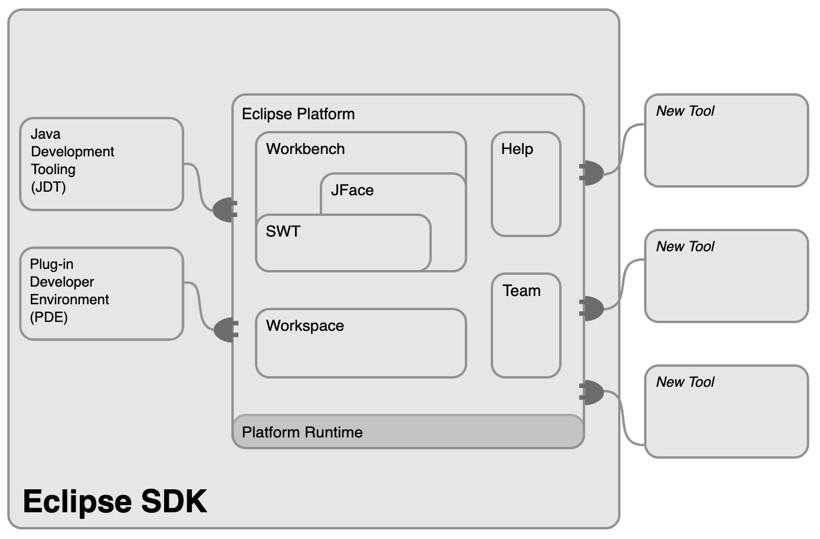 Eclipse Platform
Java
Development
Tooling
(JDT)
Plug-in
Developer
Environment
(PDE)
Workbench
JFace
SWT
Workspace
Help
Team
Platform Runtime
New Tool
New Tool
New Tool
Eclipse SDK